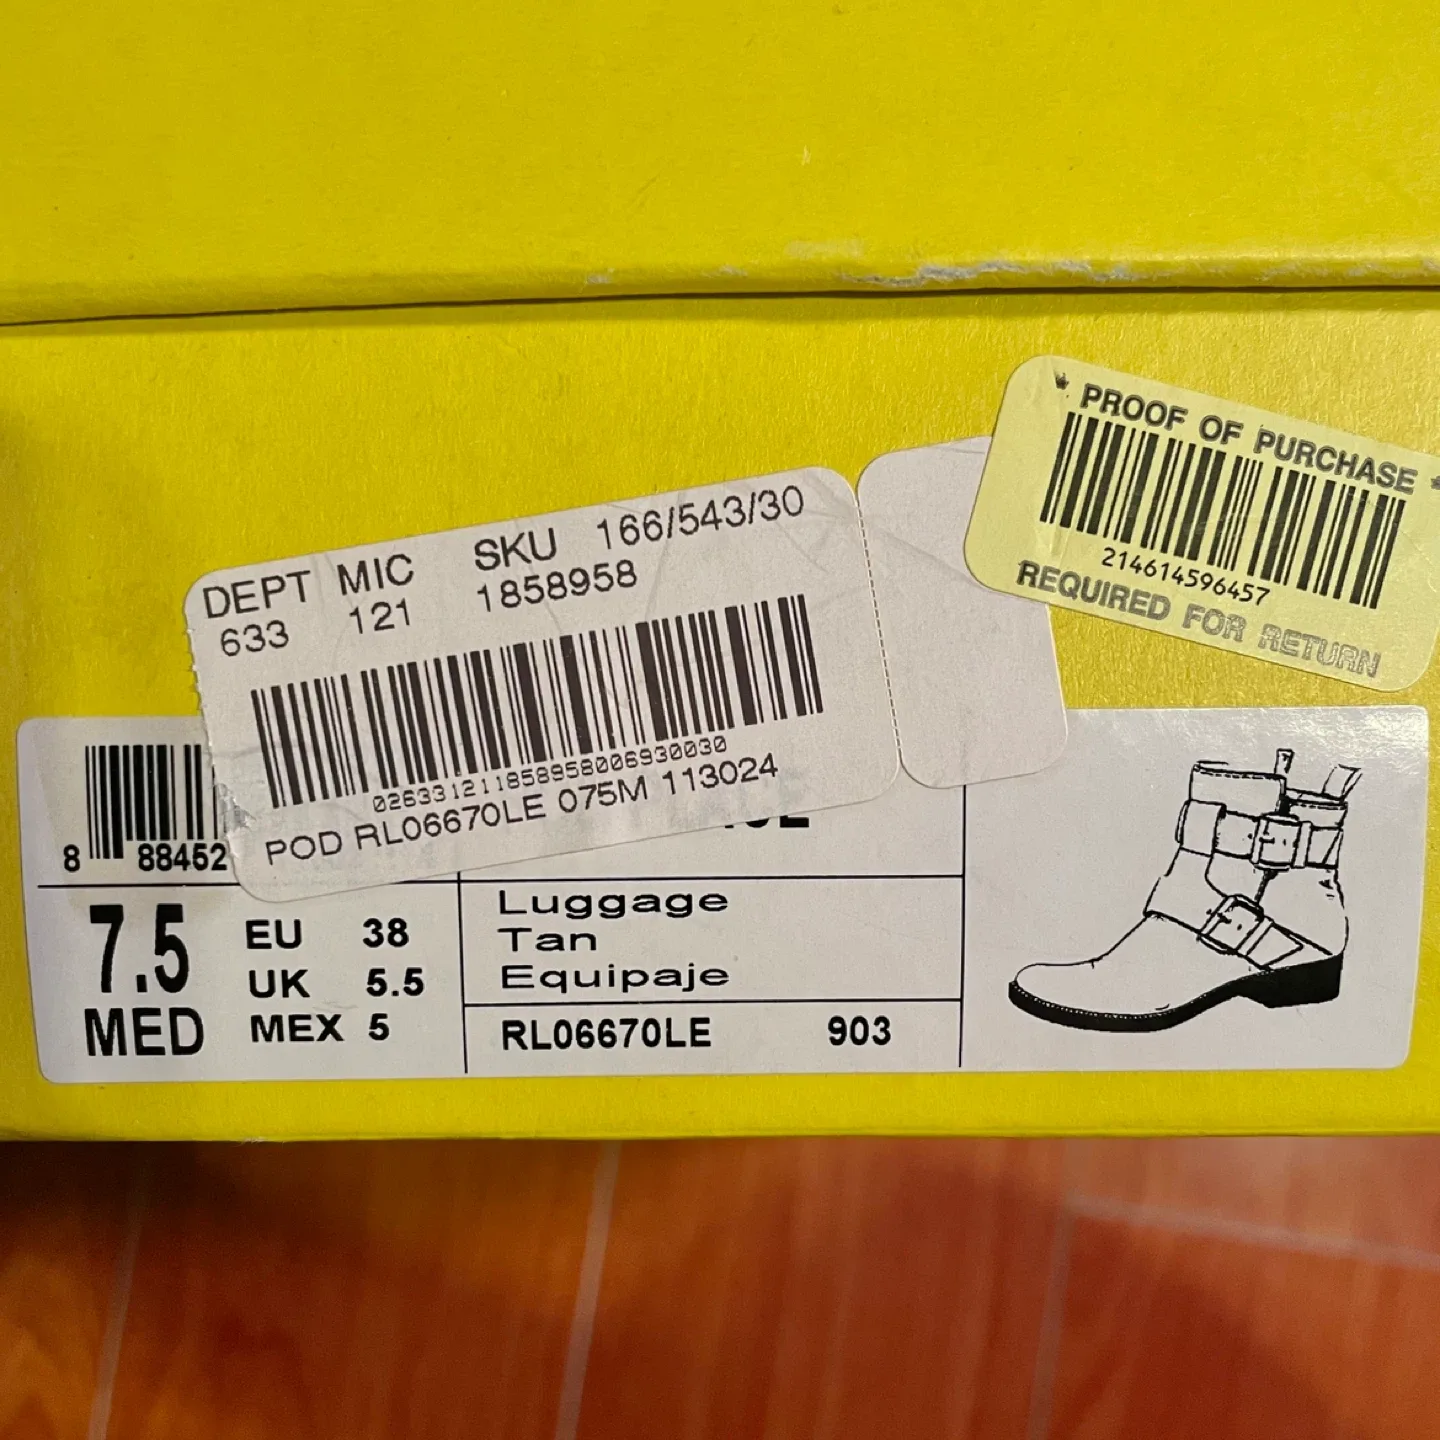 PROOF OF PURCHASE
214614596457
REQUIRED FOR RETURN
DEPT MIC SKU 166/543/30
633 121 1858958
026331211858958006930030
POD RL06670LE 075M 113024
8 88452
7.5
MED
EU 38
UK 5.5
MEX 5
Luggage
Tan
Equipaje
RL06670LE 903